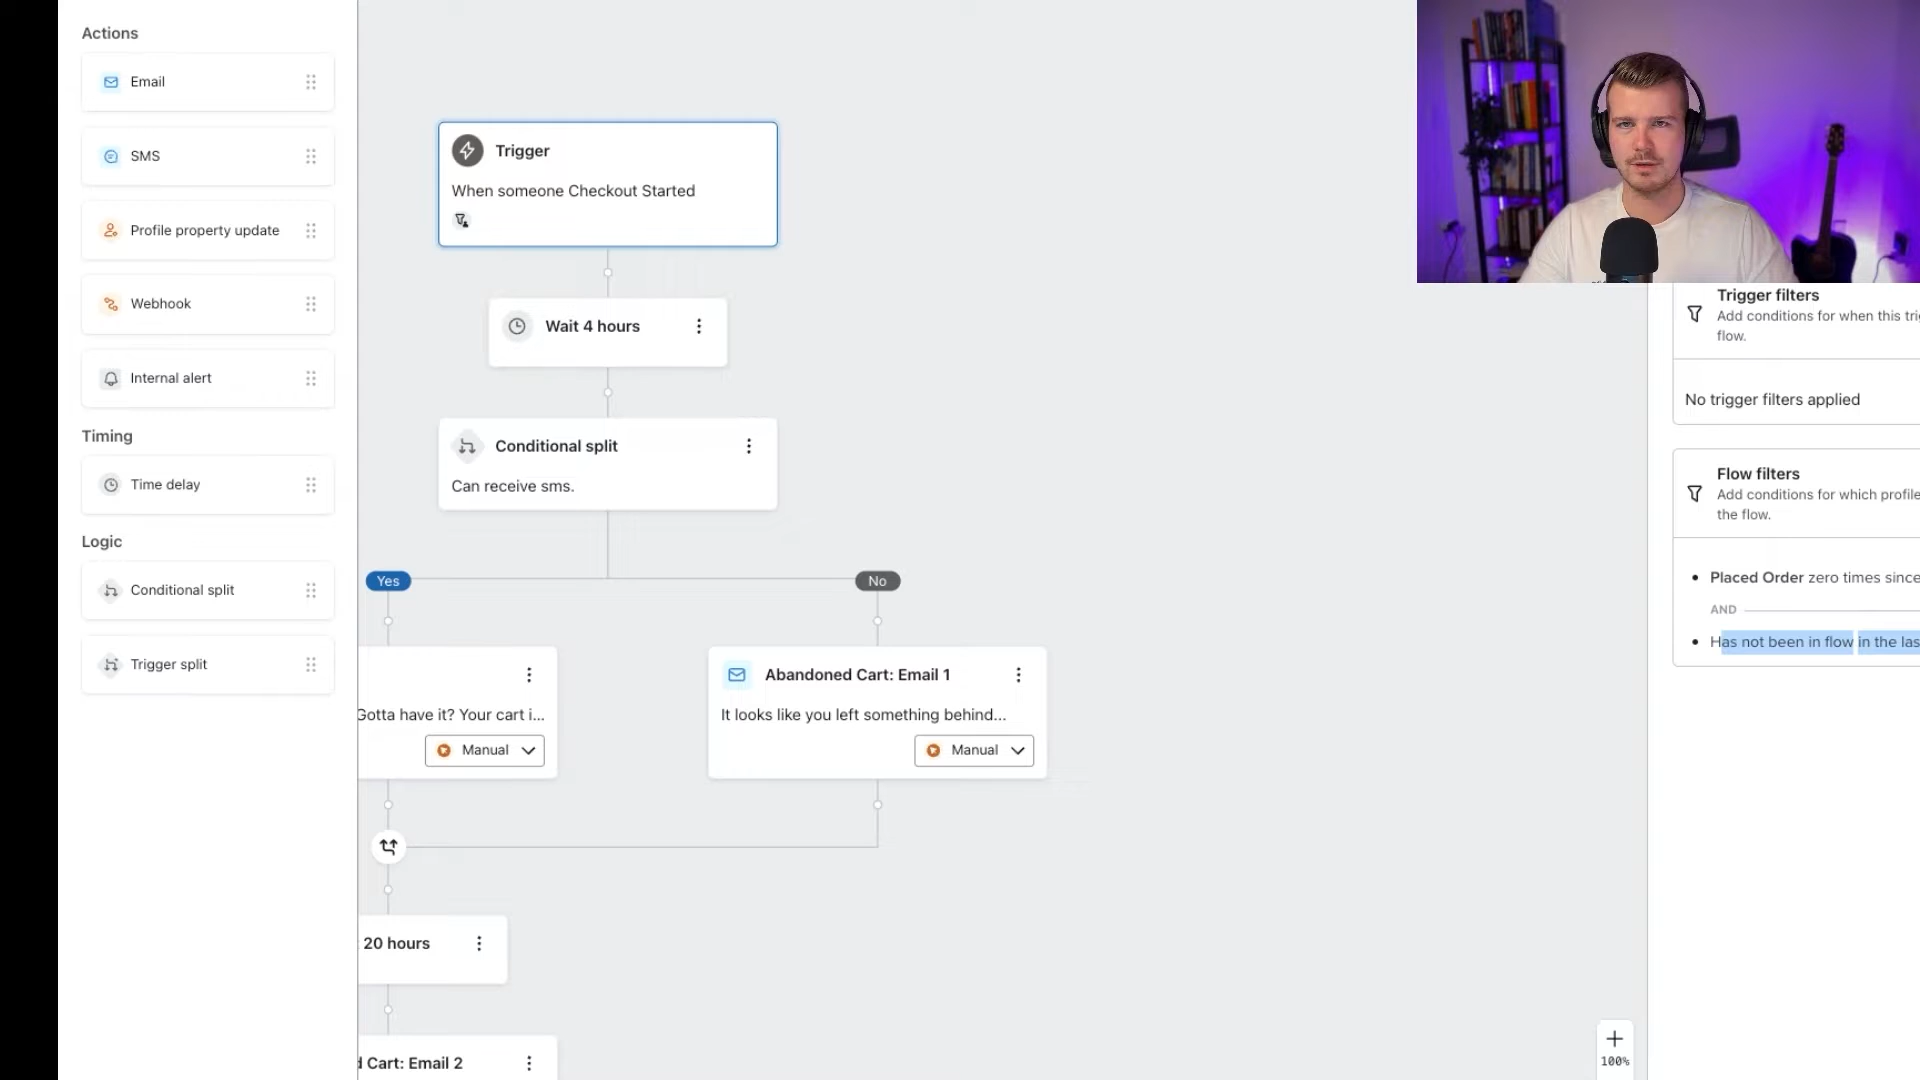 Actions
Email
SMS
Profile property update
Webhook
Internal alert
Timing
Time delay
Logic
Conditional split
Trigger split
Trigger
When someone Checkout Started
Wait 4 hours
Conditional split
Can receive sms.
Yes
No
Gotta have it? Your cart i...
Manual
Abandoned Cart: Email 1
It looks like you left something behind...
Manual
20 hours
Cart: Email 2
Trigger filters
Add conditions for when this
flow.
No trigger filters applied
Flow filters
Add conditions for which
the flow.
Placed Order zero times since
AND
Has not been in flow in the
100%